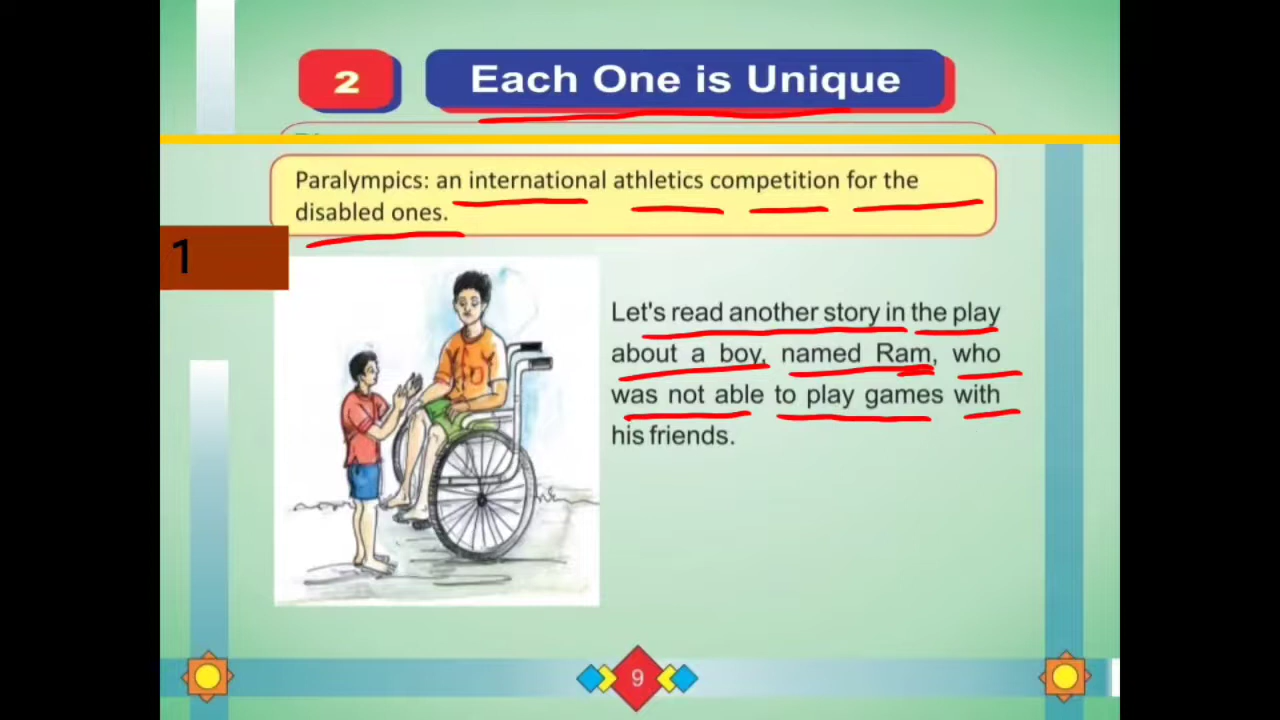 2
Each One is Unique
Paralympics: an international athletics competition for the
disabled ones.
1
Let's read another story in the play
about a boy, named Ram, who
was not able to play games with
his friends.
9